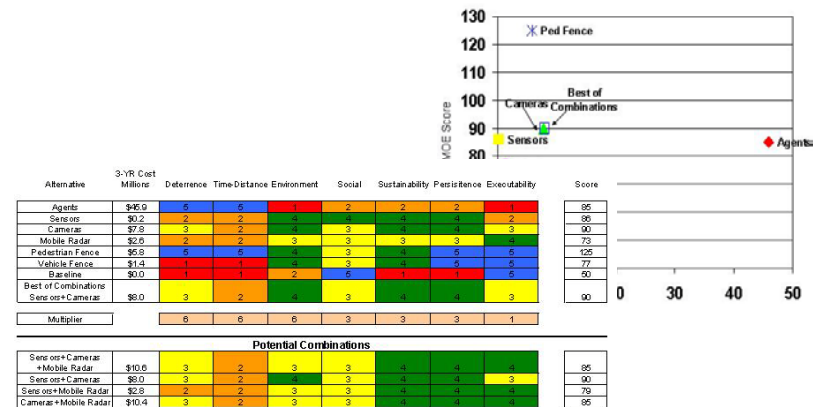 130
Ped Fence
120
110
100
Best of
Cameras Combinations
90
Sensors
Agents
80
MOE Score
0 30 40 50
3-YR Cost
Alternative Millions Deterrence Time-Distance Environment Social Sustainability Persisitence Executability Score
Agents $45.9 5 5 1 2 2 2 1 85
Sensors $0.2 2 2 4 4 4 4 2 86
Cameras $7.8 3 2 4 3 4 4 3 90
Mobile Radar $2.6 2 2 3 3 3 3 4 73
Pedestrian Fence $5.8 5 5 4 3 4 5 5 125
Vehicle Fence $1.4 1 1 4 3 4 5 5 77
Baseline $0.0 1 1 2 5 1 1 5 50
Best of Combinations
Sensors+Cameras $8.0 3 2 4 3 4 4 3 90
Multiplier 6 6 6 3 3 3 1
Potential Combinations
Sensors+Cameras
+Mobile Radar $10.6 3 2 3 3 4 4 4 85
Sensors+Cameras $8.0 3 2 4 3 4 4 3 90
Sensors+Mobile Radar $2.8 2 2 3 3 4 4 4 79
Cameras+Mobile Radar $10.4 3 2 3 3 4 4 4 85